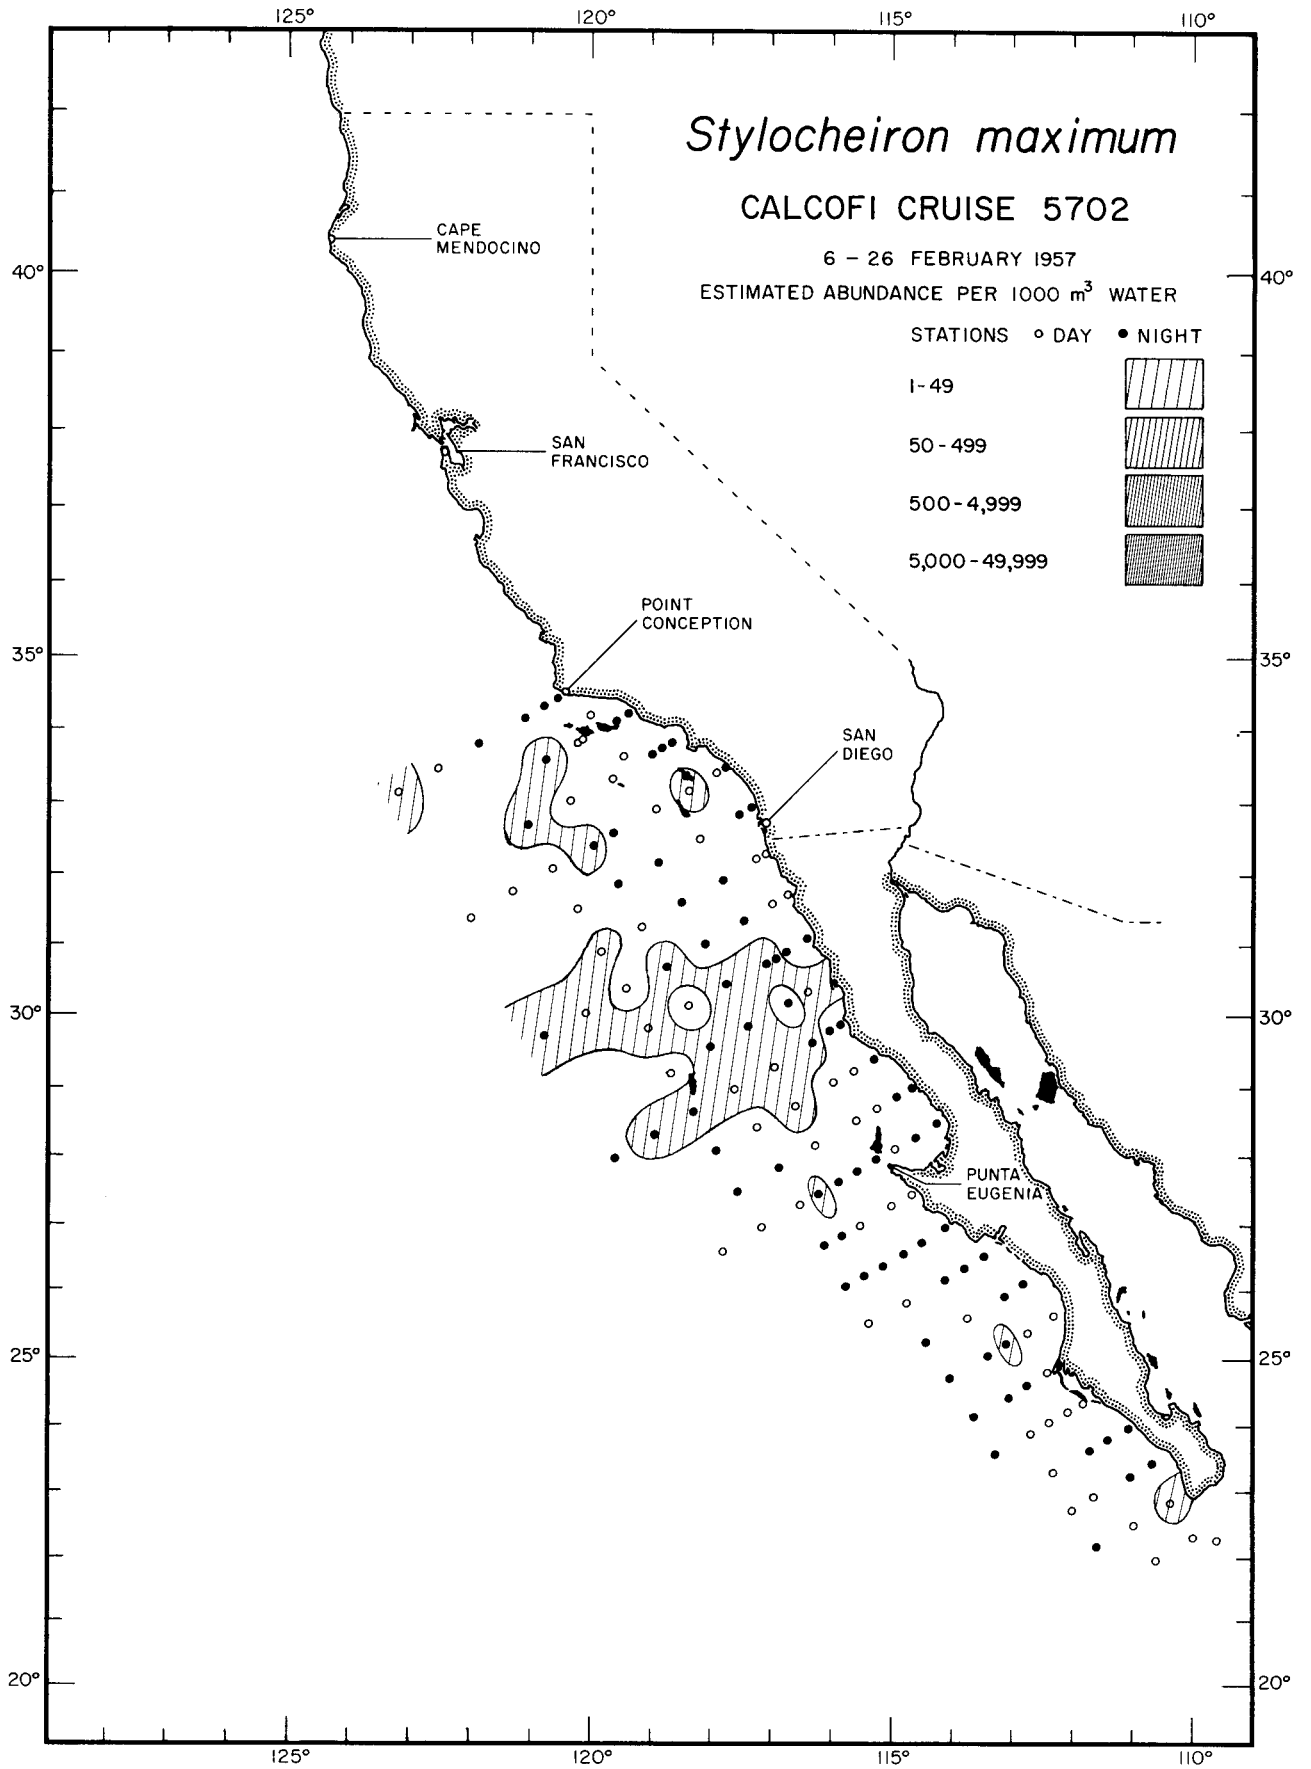 125° 120° 115° 110°
Stylocheiron maximum
CALCOFI CRUISE 5702
6 – 26 FEBRUARY 1957
ESTIMATED ABUNDANCE PER 1000 m³ WATER
STATIONS ○ DAY ● NIGHT
1-49
50-499
500-4,999
5,000-49,999
CAPE
MENDOCINO
40° 40°
SAN
FRANCISCO
POINT
CONCEPTION
35° 35°
SAN
DIEGO
30° 30°
PUNTA
EUGENIA
25° 25°
20° 20°
125° 120° 115° 110°